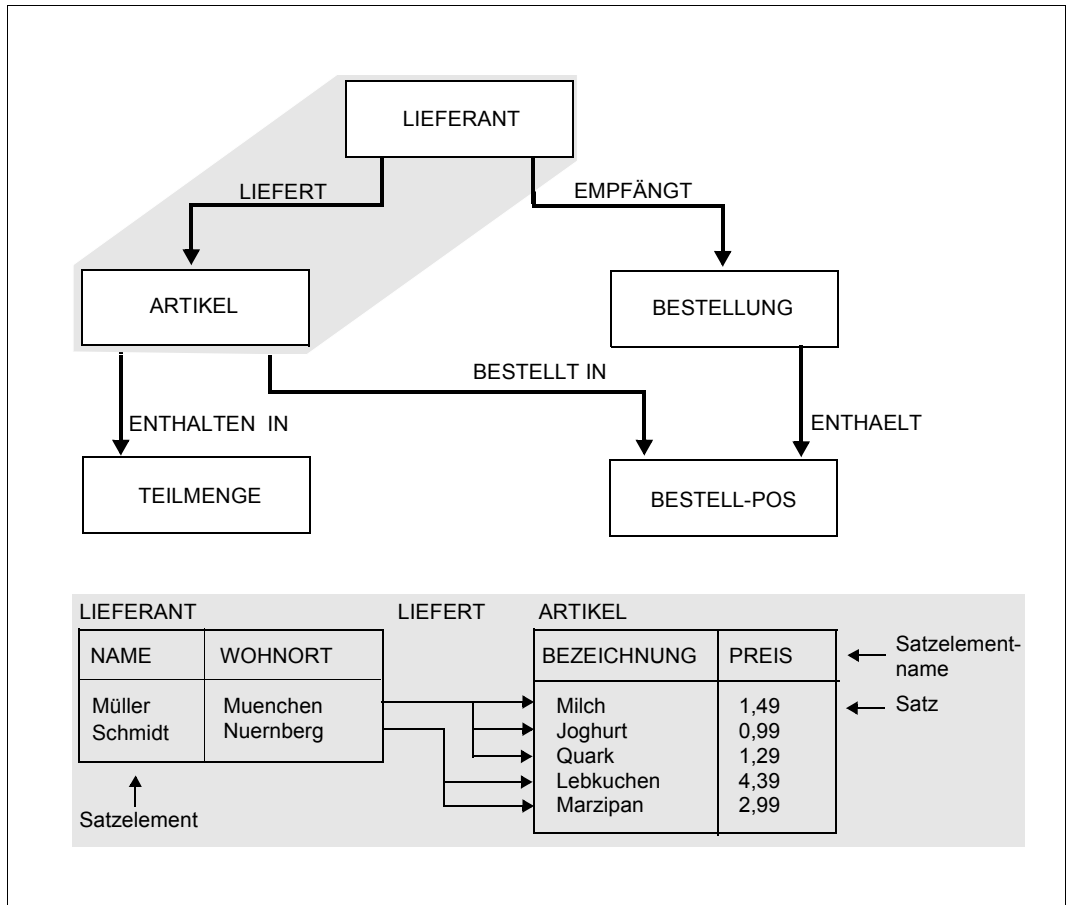 LIEFERANT
LIEFERT
EMPFÄNGT
ARTIKEL
BESTELLUNG
BESTELLT IN
ENTHALTEN IN
ENTHAELT
TEILMENGE
BESTELL-POS
LIEFERANT LIEFERT ARTIKEL
NAME WOHNORT BEZEICHNUNG PREIS Satzelement-
name
Müller Muenchen Milch 1,49 Satz
Schmidt Nuernberg Joghurt 0,99
Quark 1,29
Lebkuchen 4,39
Marzipan 2,99
Satzelement